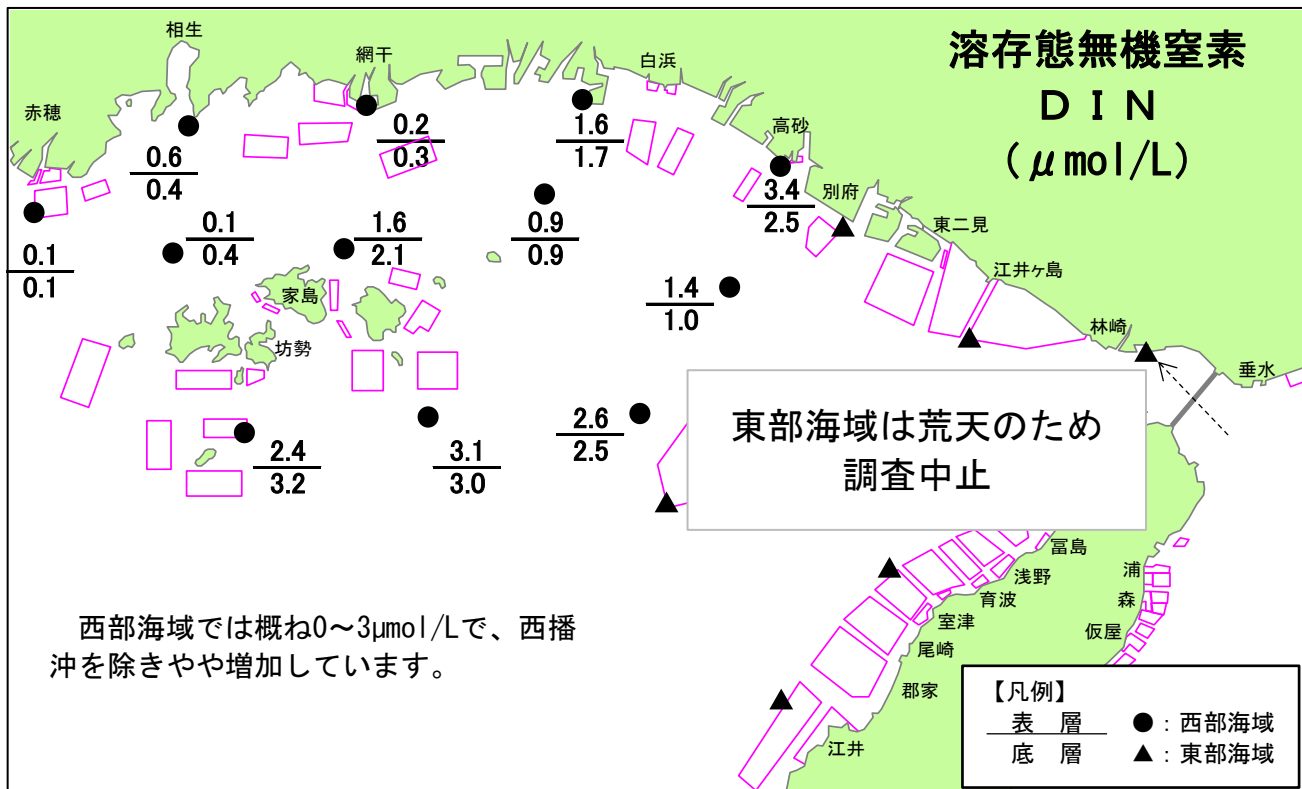 溶存態無機窒素
ＤＩＮ
(μmol/L)
相生
網干
白浜
赤穂
高砂
別府
東二見
江井ヶ島
林崎
垂水
家島
坊勢
0.6
0.4
0.2
0.3
1.6
1.7
3.4
2.5
0.1
0.1
0.1
0.4
1.6
2.1
0.9
0.9
1.4
1.0
2.4
3.2
3.1
3.0
2.6
2.5
東部海域は荒天のため
調査中止
冨島
浅野
育波
室津
尾崎
郡家
江井
浦
森
仮屋
西部海域では概ね0～3μmol/Lで、西播
沖を除きやや増加しています。
【凡例】
表　層　●：西部海域
底　層　▲：東部海域